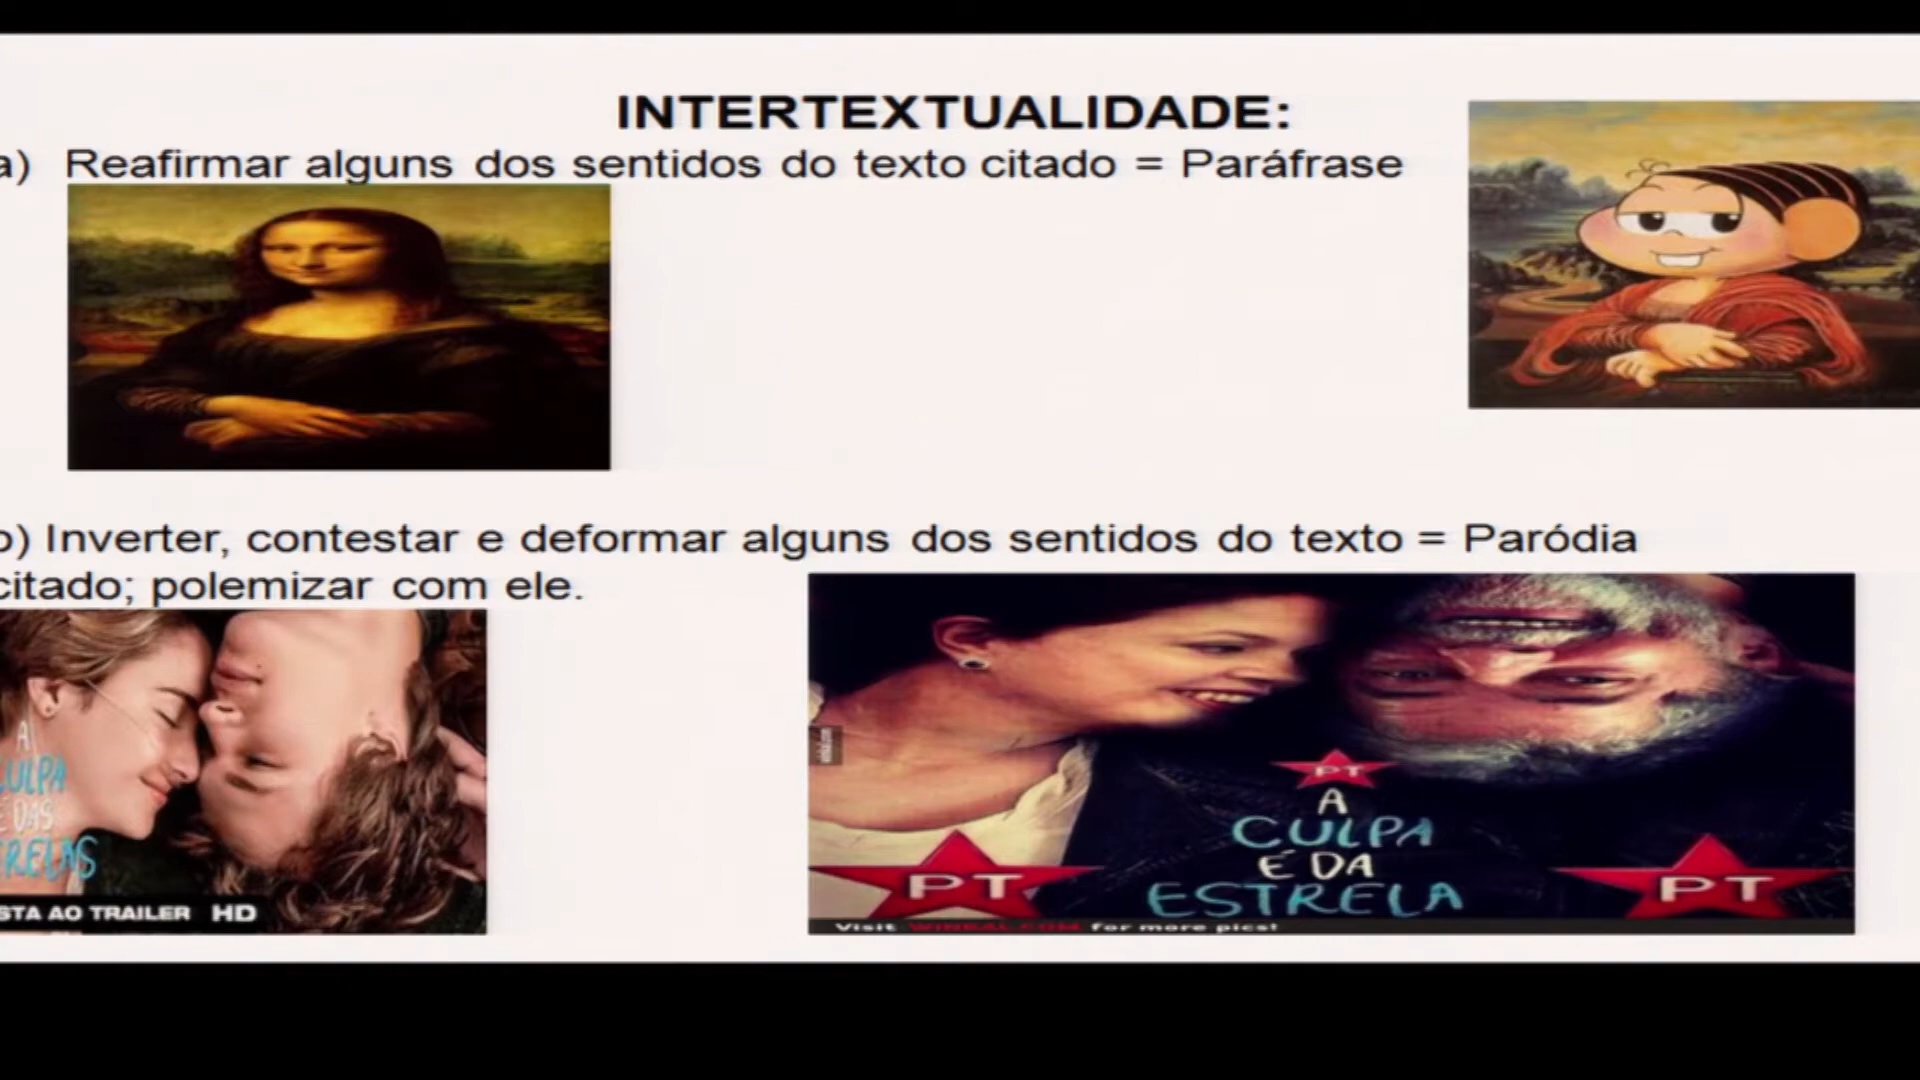 INTERTEXTUALIDADE:
a) Reafirmar alguns dos sentidos do texto citado = Paráfrase
b) Inverter, contestar e deformar alguns dos sentidos do texto = Paródia
citado; polemizar com ele.
A
CULPA
É DAS
RELAS
STA AO TRAILER HD
PT
A
CULPA
É DA
ESTRELA
PT
PT
Visit for more pics!